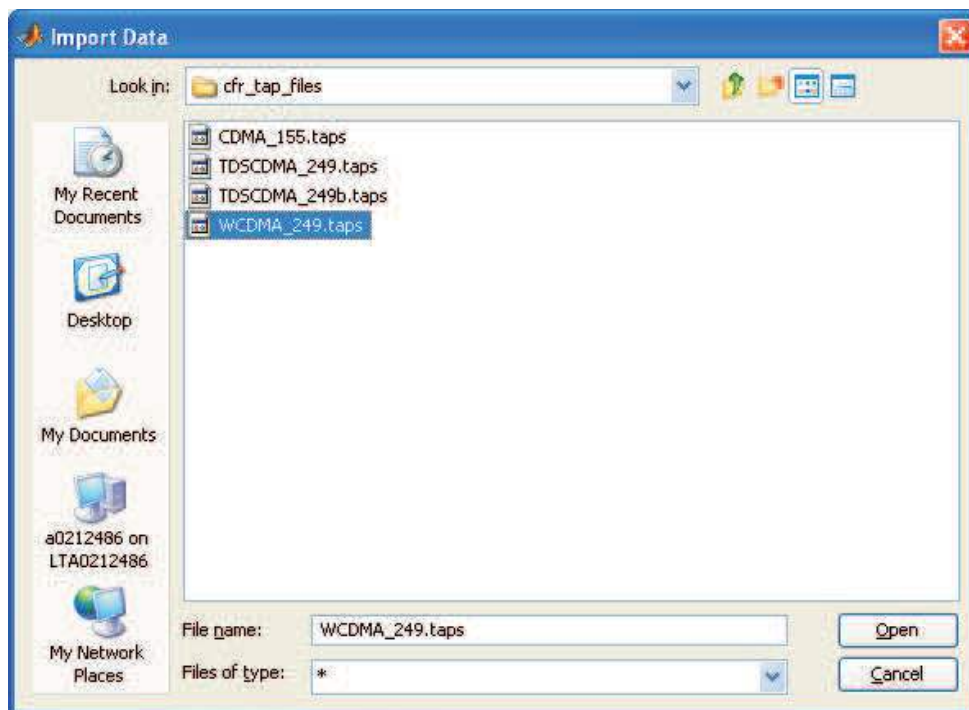 Import Data
Look in:
cfr_tap_files
CDMA_155.taps
TDSCDMA_249.taps
TDSCDMA_249b.taps
WCDMA_249.taps
My Recent
Documents
Desktop
My Documents
a0212486 on
LTA0212486
My Network
Places
File name:
WCDMA_249.taps
Open
Files of type:
*
Cancel